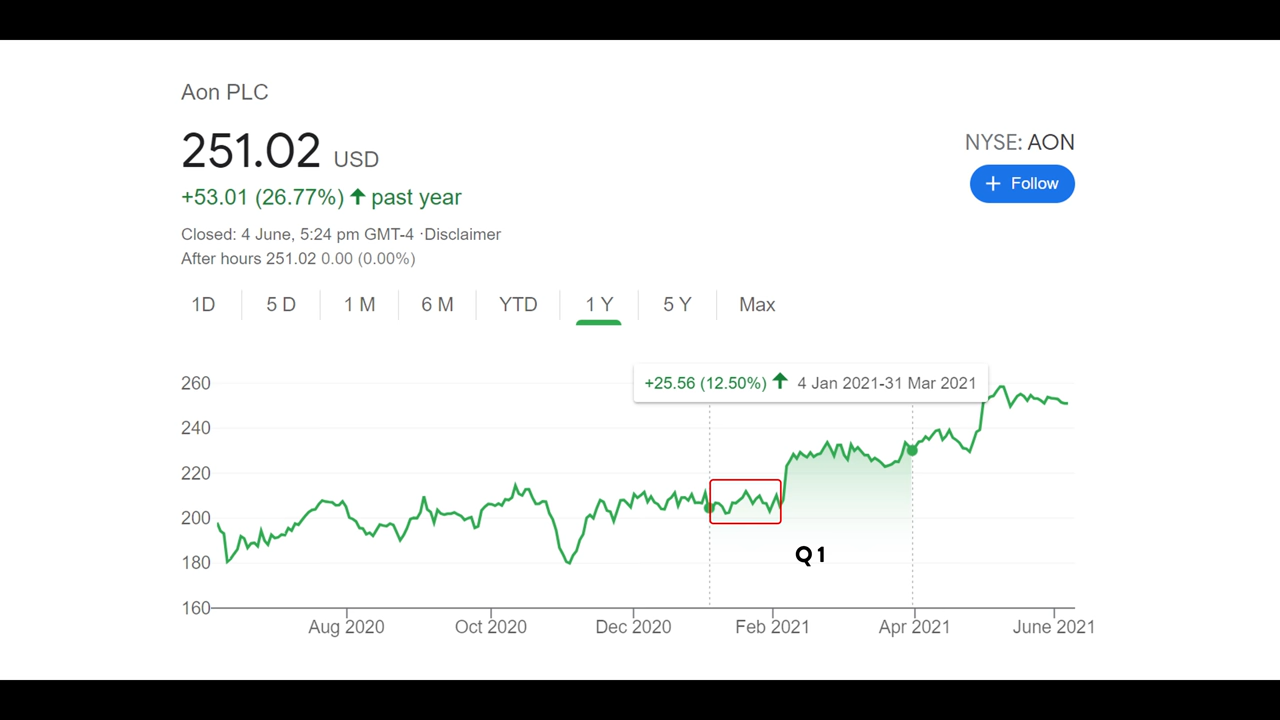 Aon PLC
251.02 USD
NYSE: AON
+53.01 (26.77%) ↑ past year
+ Follow
Closed: 4 June, 5:24 pm GMT-4 ·Disclaimer
After hours 251.02 0.00 (0.00%)
1D 5 D 1 M 6 M YTD 1 Y 5 Y Max
+25.56 (12.50%) ↑ 4 Jan 2021-31 Mar 2021
260
240
220
200
180
160
Q1
Aug 2020 Oct 2020 Dec 2020 Feb 2021 Apr 2021 June 2021